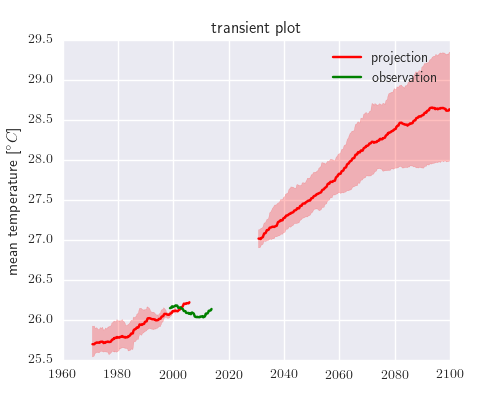 transient plot
29.5
29.0
28.5
28.0
27.5
27.0
26.5
26.0
25.5
mean temperature [°C]
projection
observation
1960 1980 2000 2020 2040 2060 2080 2100